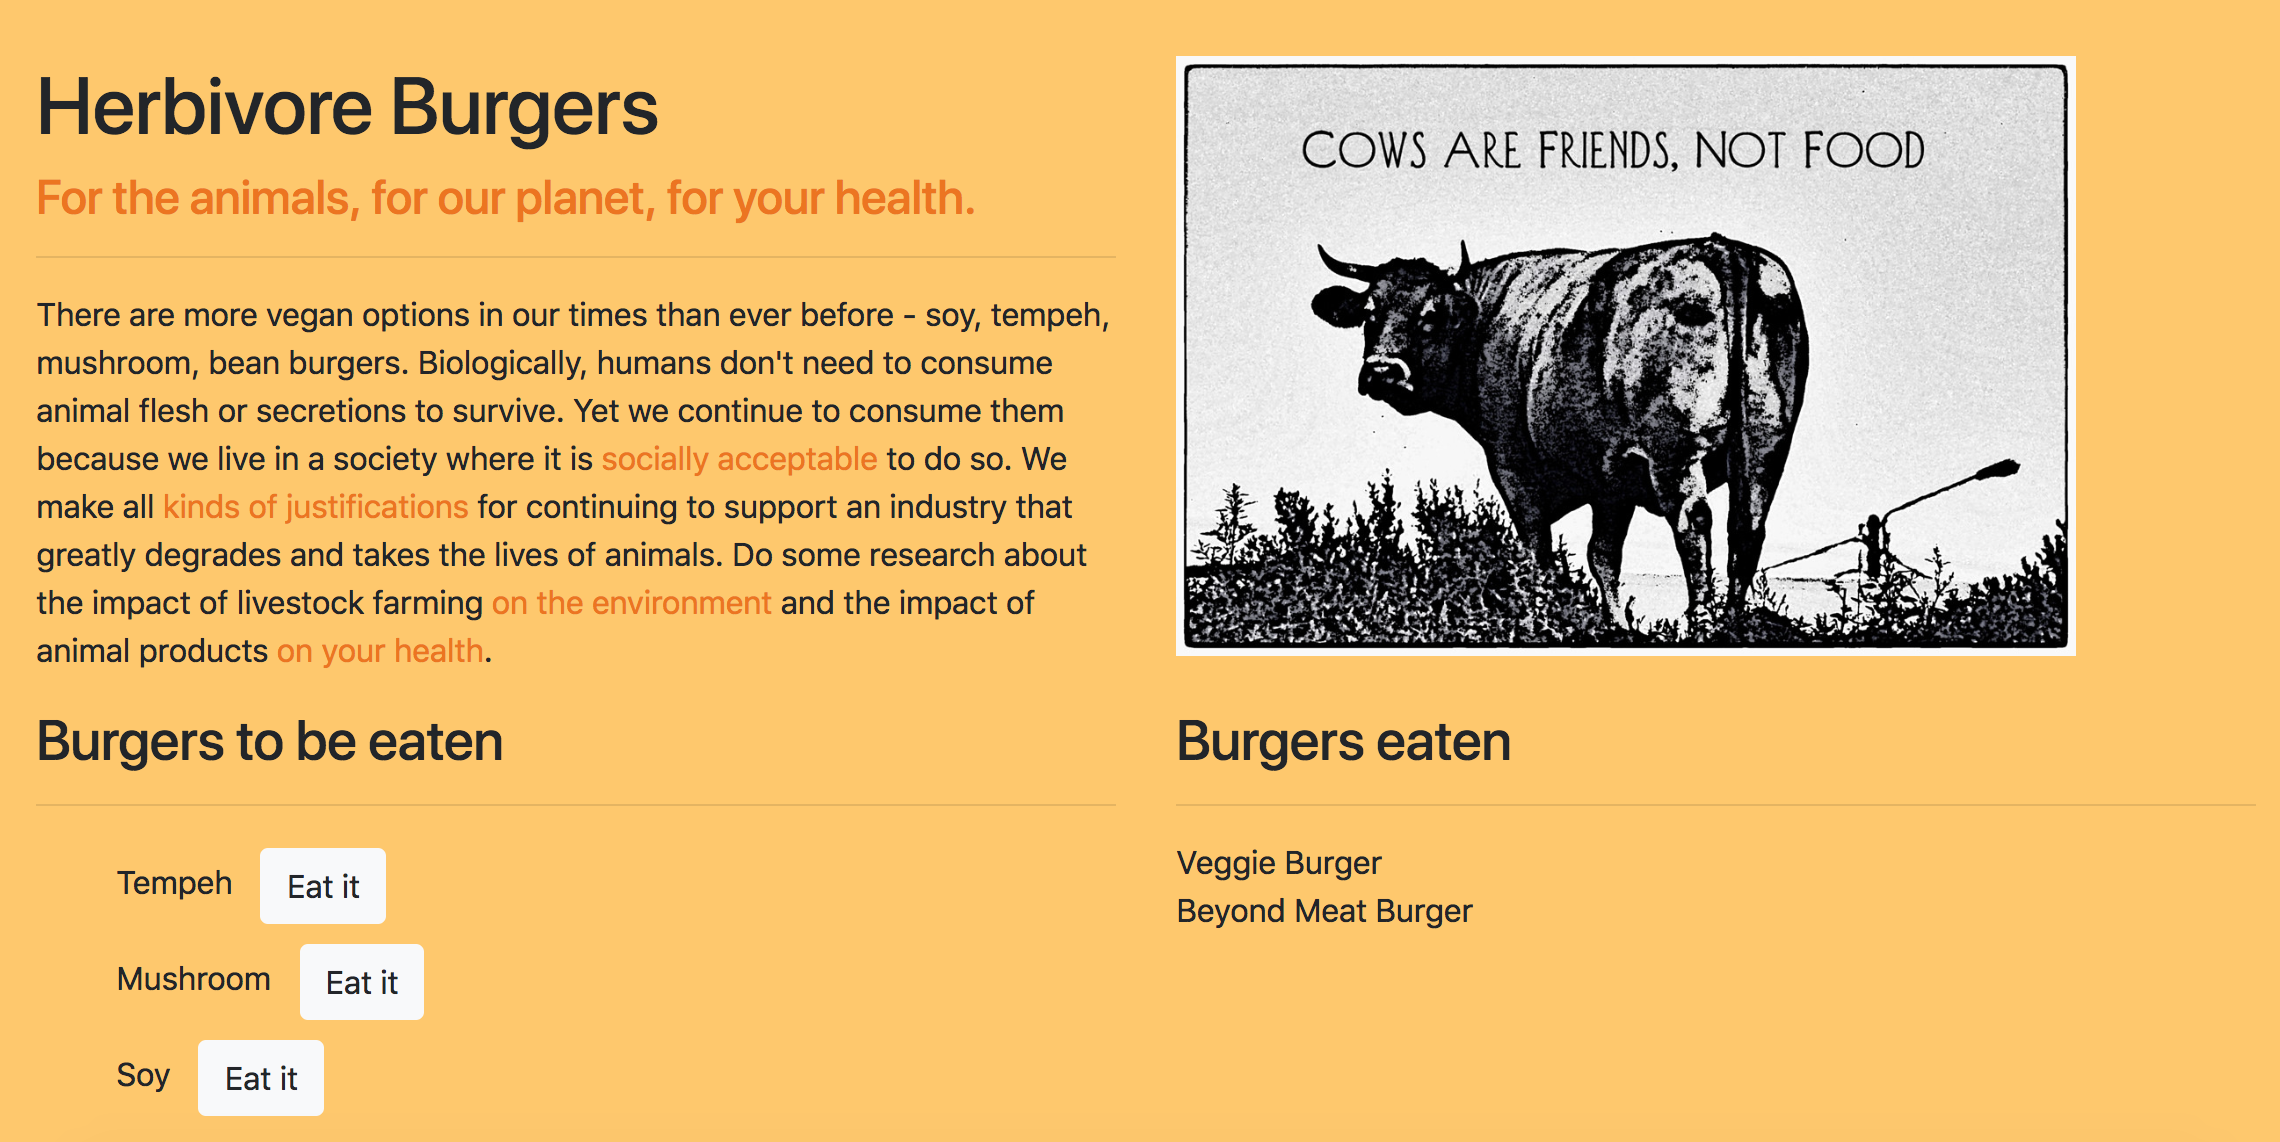 Herbivore Burgers
For the animals, for our planet, for your health.
There are more vegan options in our times than ever before - soy, tempeh,
mushroom, bean burgers. Biologically, humans don't need to consume
animal flesh or secretions to survive. Yet we continue to consume them
because we live in a society where it is socially acceptable to do so. We
make all kinds of justifications for continuing to support an industry that
greatly degrades and takes the lives of animals. Do some research about
the impact of livestock farming on the environment and the impact of
animal products on your health.
COWS ARE FRIENDS, NOT FOOD
Burgers to be eaten
Tempeh Eat it
Mushroom Eat it
Soy Eat it
Burgers eaten
Veggie Burger
Beyond Meat Burger